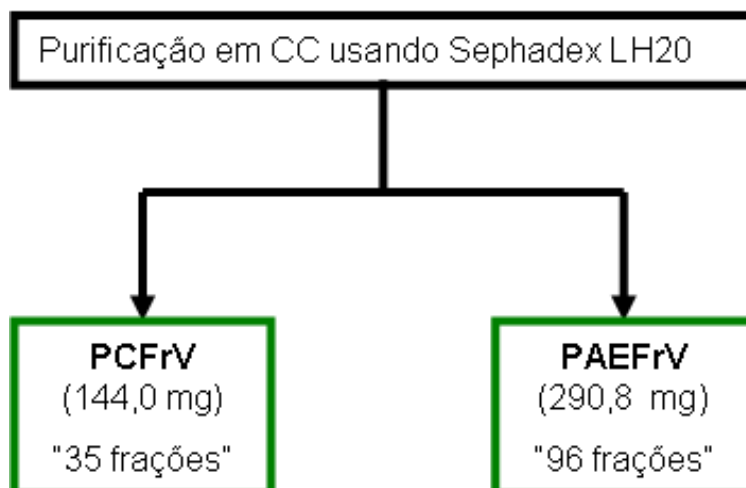 Purificação em CC usando Sephadex LH20
PCFrV
(144,0 mg)
"35 frações"
PAEFrV
(290,8 mg)
"96 frações"